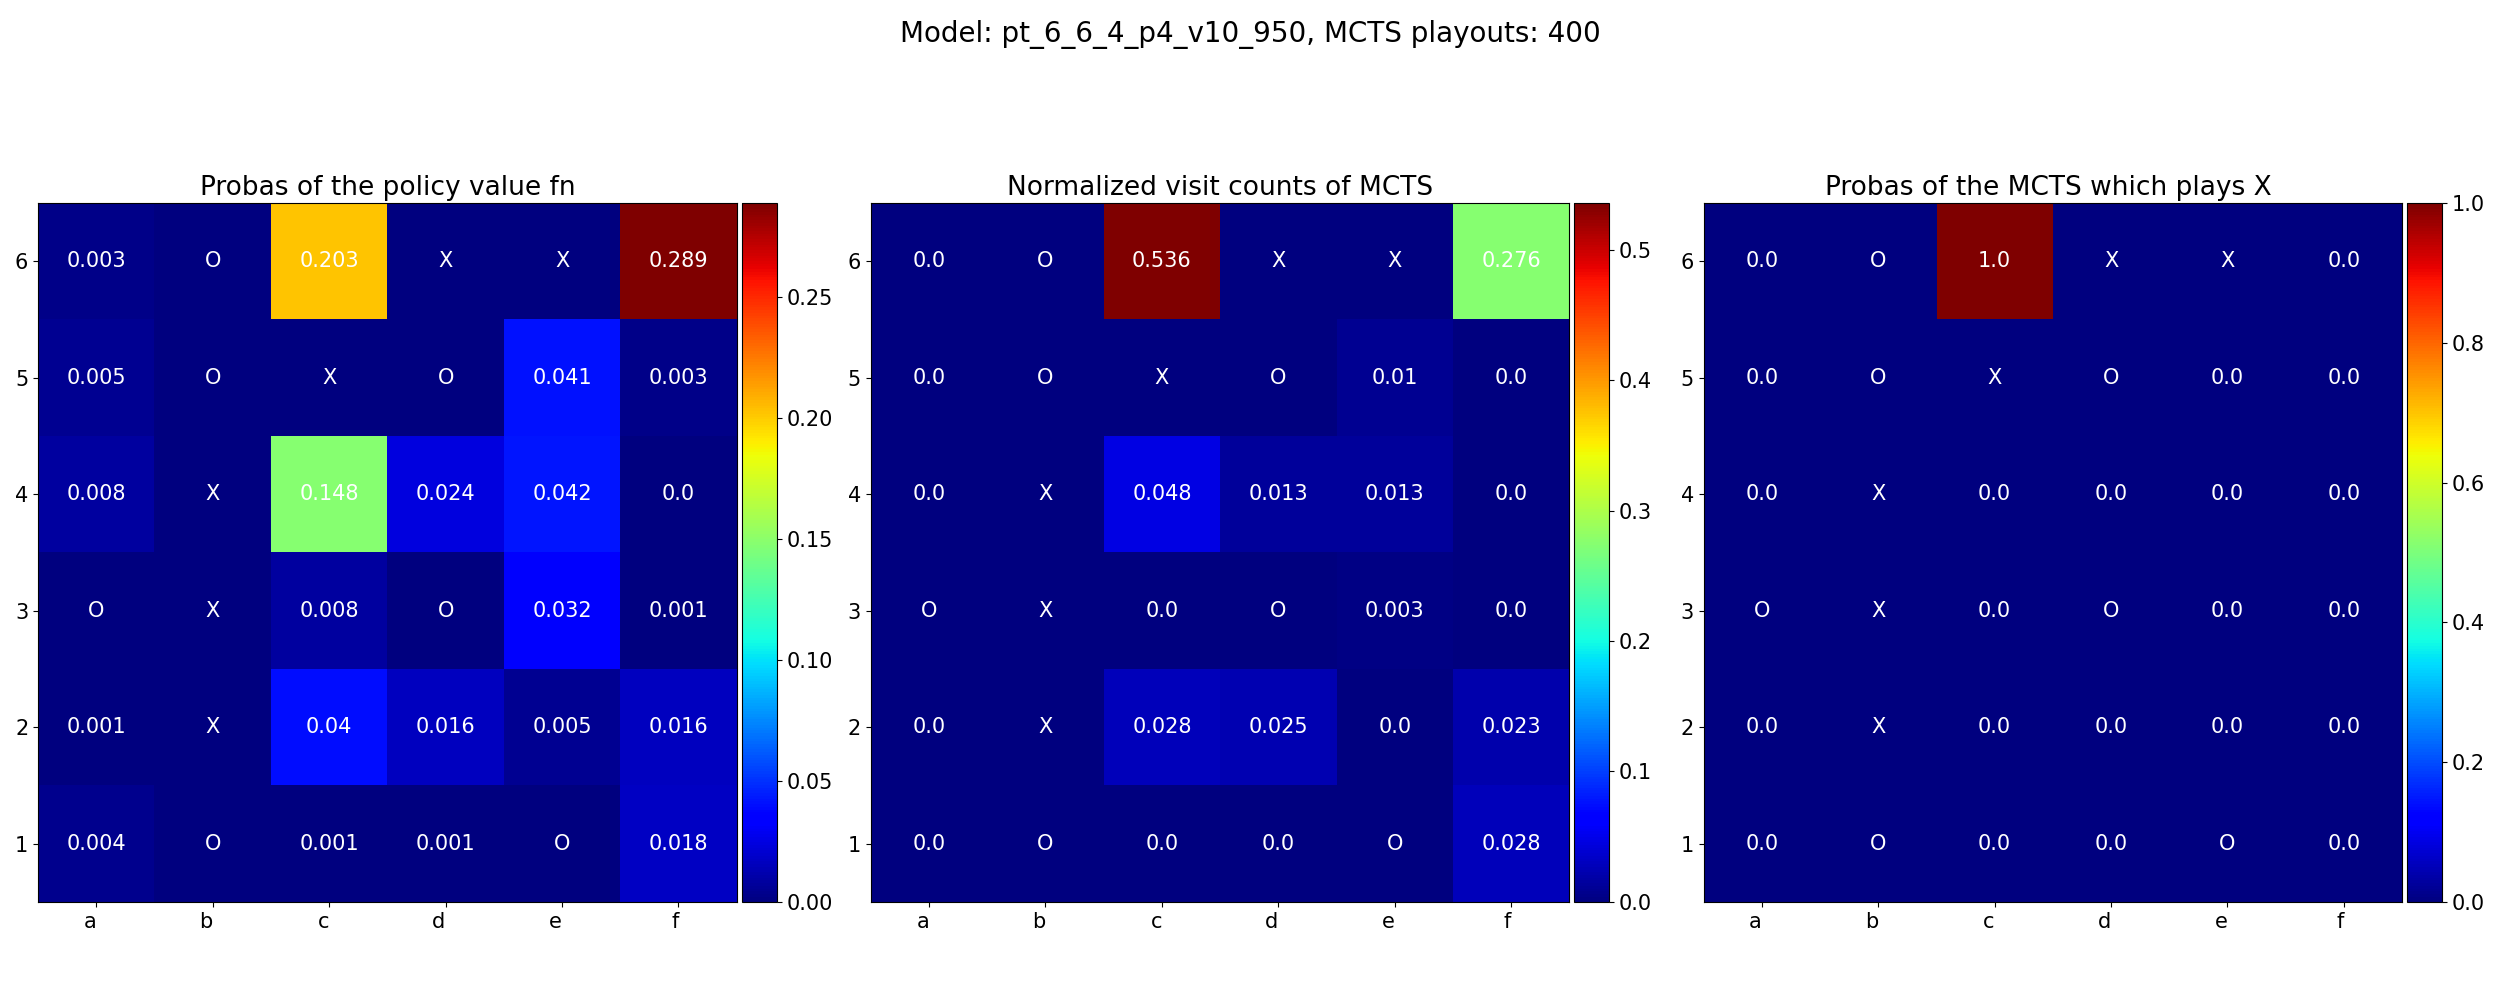 Model: pt_6_6_4_p4_v10_950, MCTS playouts: 400
Probas of the policy value fn
6 0.003 O 0.203 X X 0.289
5 0.005 O X O 0.041 0.003
4 0.008 X 0.148 0.024 0.042 0.0
3 O X 0.008 O 0.032 0.001
2 0.001 X 0.04 0.016 0.005 0.016
1 0.004 O 0.001 0.001 O 0.018
a b c d e f
0.25
0.20
0.15
0.10
0.05
0.00
Normalized visit counts of MCTS
6 0.0 O 0.536 X X 0.276
5 0.0 O X O 0.01 0.0
4 0.0 X 0.048 0.013 0.013 0.0
3 O X 0.0 O 0.003 0.0
2 0.0 X 0.028 0.025 0.0 0.023
1 0.0 O 0.0 0.0 O 0.028
a b c d e f
0.5
0.4
0.3
0.2
0.1
0.0
Probas of the MCTS which plays X
6 0.0 O 1.0 X X 0.0
5 0.0 O X O 0.0 0.0
4 0.0 X 0.0 0.0 0.0 0.0
3 O X 0.0 O 0.0 0.0
2 0.0 X 0.0 0.0 0.0 0.0
1 0.0 O 0.0 0.0 O 0.0
a b c d e f
1.0
0.8
0.6
0.4
0.2
0.0